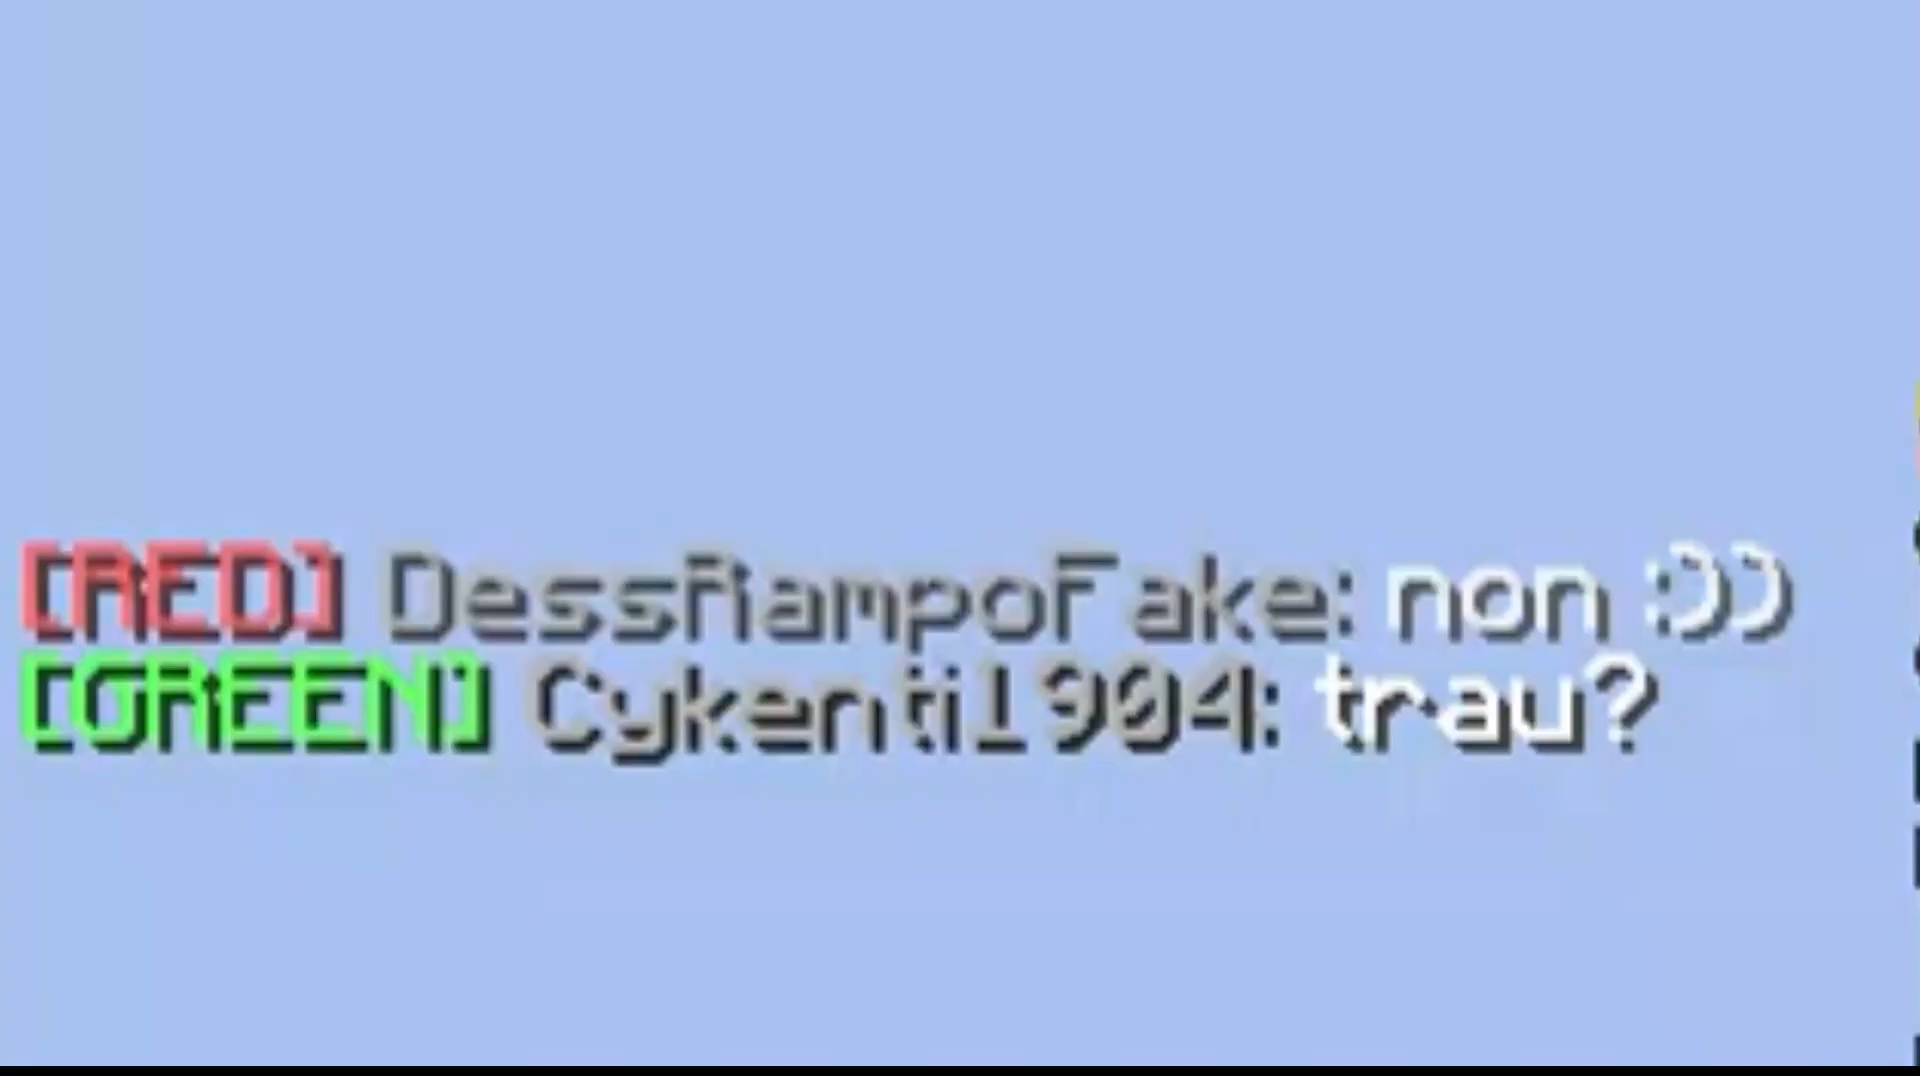 [RED] DessRampoFake: non :))
[GREEN] Cykenti1904: trau?